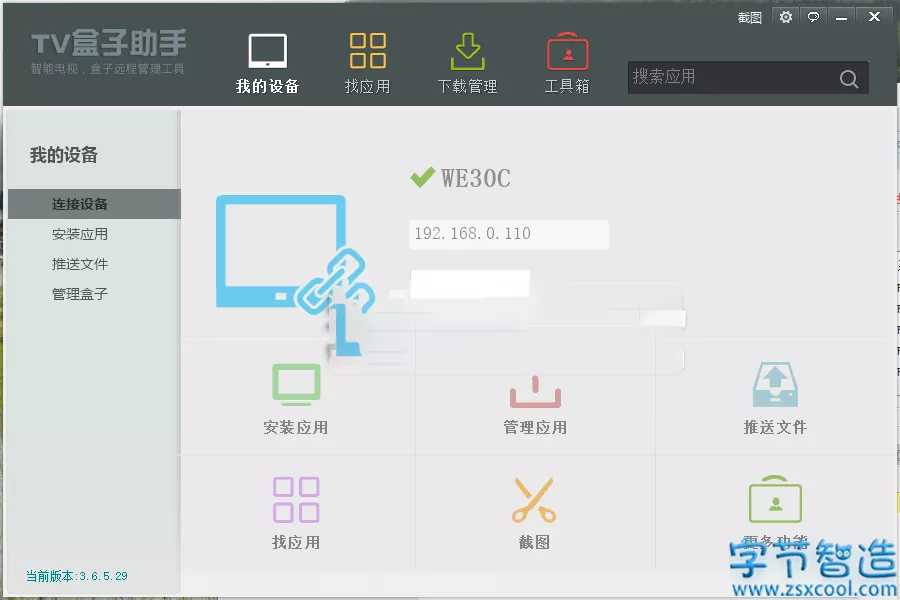 截图
TV盒子助手
智能电视，盒子远程管理工具
我的设备
找应用
下载管理
工具箱
搜索应用
我的设备
连接设备
安装应用
推送文件
管理盒子
WE30C
192.168.0.110
安装应用
管理应用
推送文件
找应用
截图
更多功能
当前版本:3.6.5.29
字节智造
www.zsxcool.com